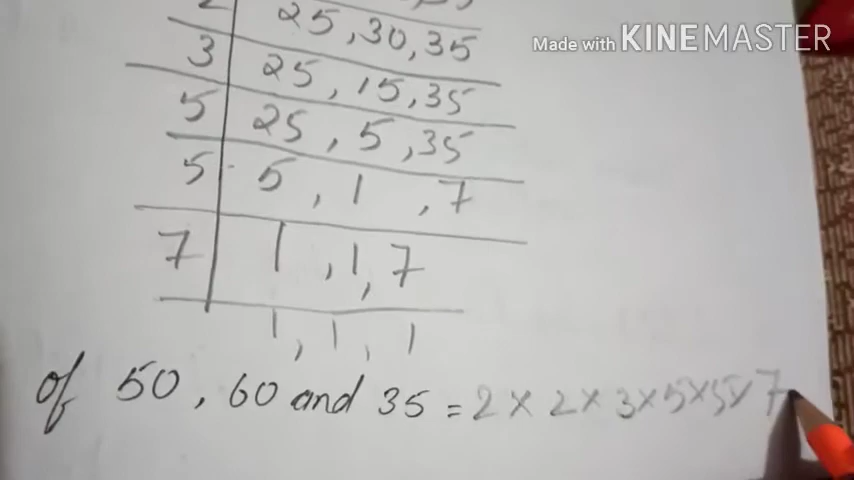 Made with KINEMASTER
2 25, 30, 35
3 25, 15, 35
5 25, 5, 35
5 5, 1, 7
7 1, 1, 7
1, 1, 1
of 50, 60 and 35 = 2 × 2 × 3 × 5 × 5 × 7